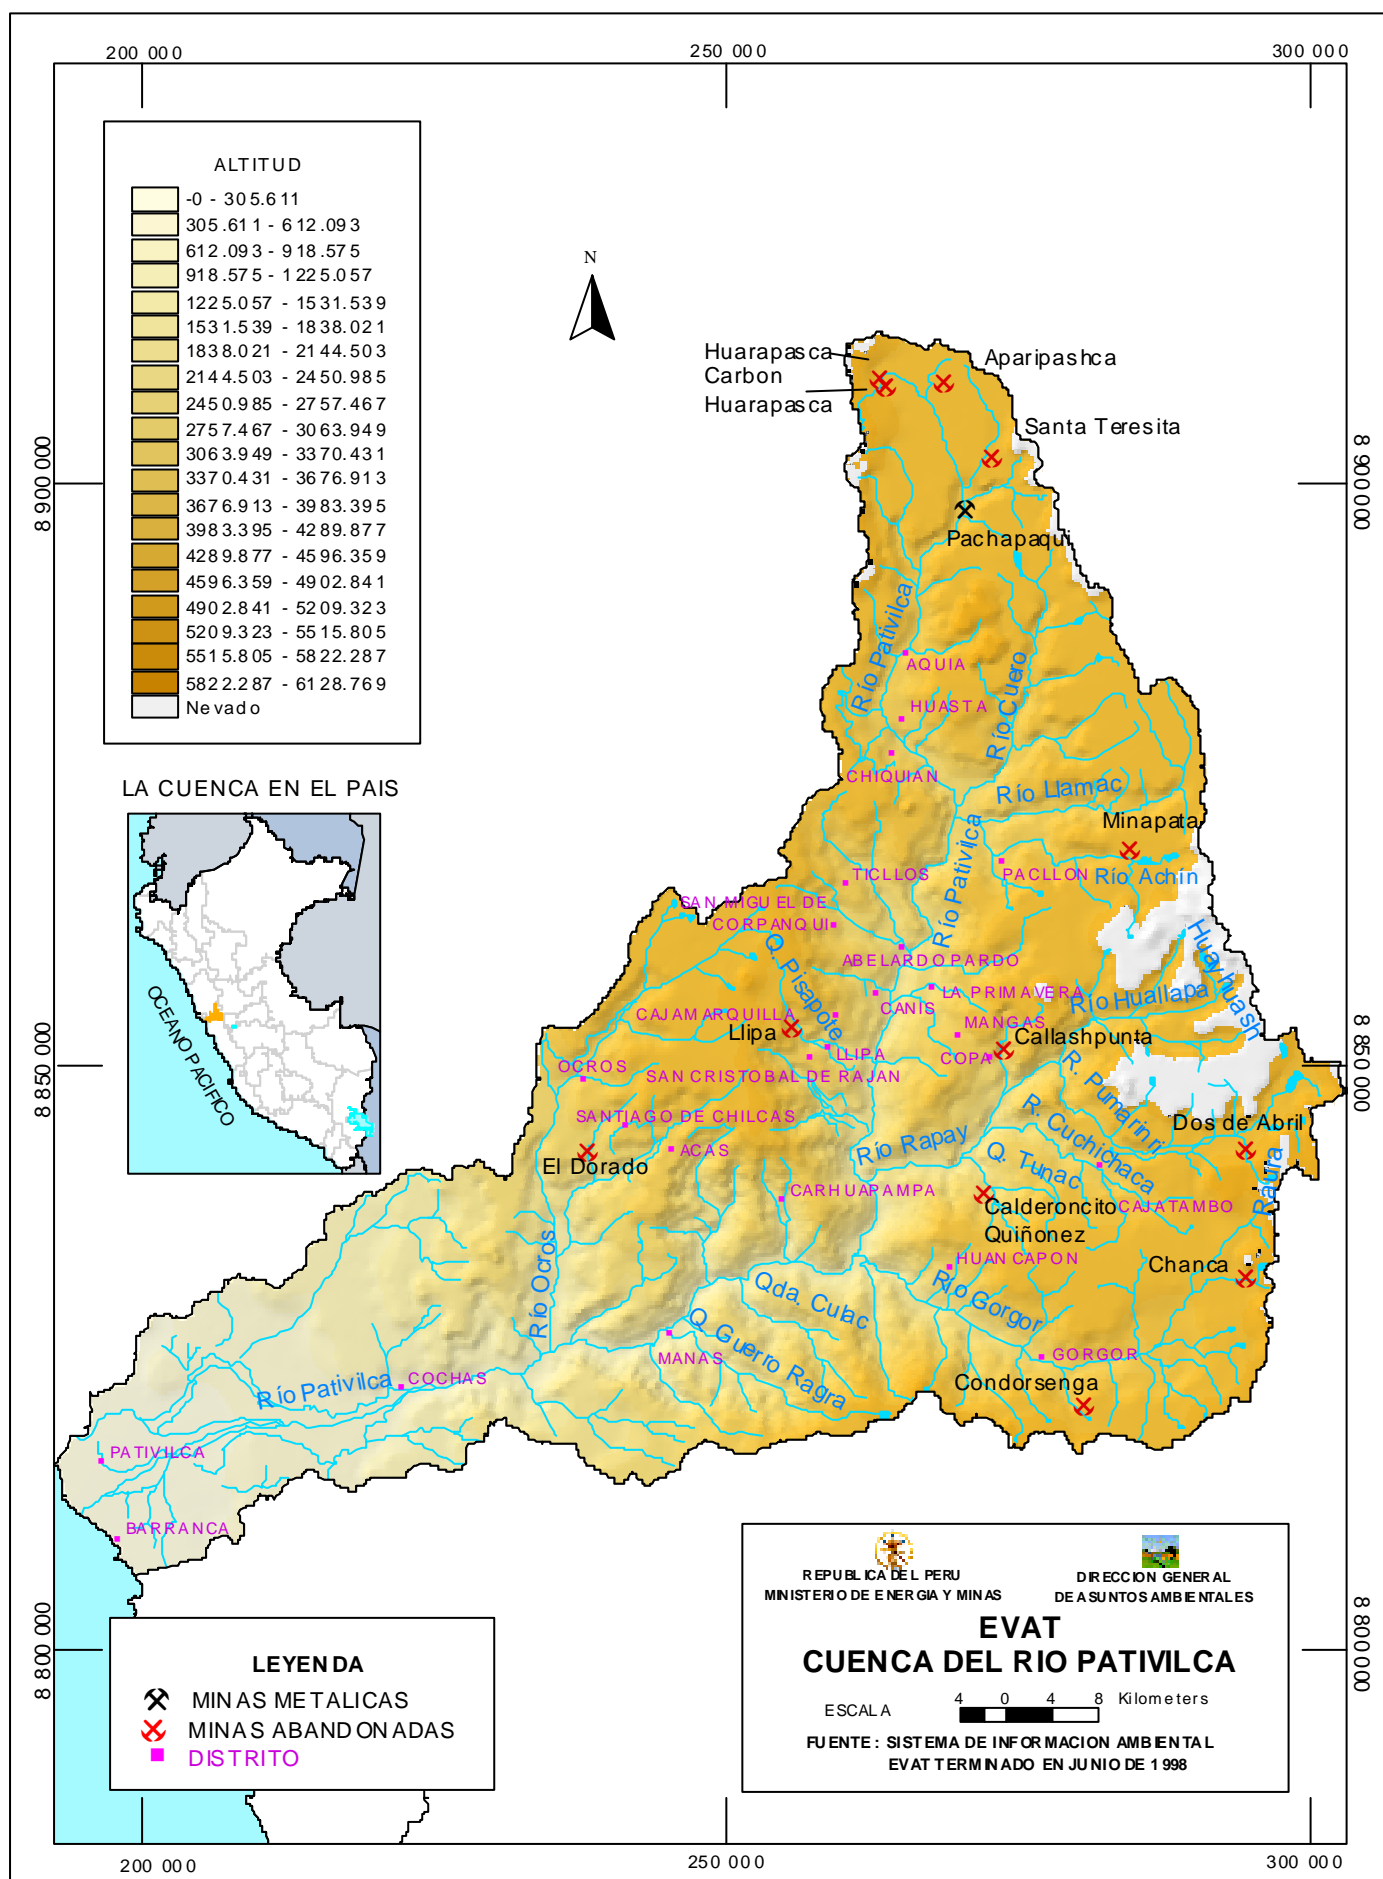 200 000
250 000
300 000
ALTITUD
-0 - 305.611
305.611 - 612.093
612.093 - 918.575
918.575 - 1225.057
1225.057 - 1531.539
1531.539 - 1838.021
1838.021 - 2144.503
2144.503 - 2450.985
2450.985 - 2757.467
2757.467 - 3063.949
3063.949 - 3370.431
3370.431 - 3676.913
3676.913 - 3983.395
3983.395 - 4289.877
4289.877 - 4596.359
4596.359 - 4902.841
4902.841 - 5209.323
5209.323 - 5515.805
5515.805 - 5822.287
5822.287 - 6128.769
Nevado
N
Huarapasca
Carbon
Huarapasca
Aparipashca
Santa Teresita
8 900 000
8 900 000
Pachapaqui
Río Pativilca
AQUIA
Río Cuero
HUASTA
CHIQUIAN
Río Llamac
Minapata
LA CUENCA EN EL PAIS
OCEANO PACIFICO
Río Pativilca
TICLLOS
PACLLON
Río Achín
SAN MIGUEL DE
CORPANQUI
Q. Pisapote
ABELARDO PARDO
Huayhuash
LA PRIMAVERA
Río Huallapa
CANIS
CAJAMARQUILLA
Llipa
MANGAS
Callashpunta
LLIPA
COPA
8 850 000
8 850 000
OCROS
SAN CRISTOBAL DE RAJAN
R. Pumarinri
SANTIAGO DE CHILCAS
R. Cuchichaca
Dos de Abril
ACAS
El Dorado
Río Rapay
Q. Tunac
Raura
CARHUAPAMPA
CAJATAMBO
Calderoncito
Quiñonez
Río Ocros
HUANCAPON
Chanca
Qda. Culac
Río Gorgor
Q. Guerro Ragra
MANAS
GORGOR
Río Pativilca
COCHAS
Condorsenga
PATIVILCA
BARRANCA
8 800 000
8 800 000
LEYENDA
MINAS METALICAS
MINAS ABANDONADAS
DISTRITO
REPUBLICA DEL PERU
MINISTERIO DE ENERGIA Y MINAS
DIRECCION GENERAL
DE ASUNTOS AMBIENTALES
EVAT
CUENCA DEL RIO PATIVILCA
ESCALA
4 0 4 8 Kilometers
FUENTE : SISTEMA DE INFORMACION AMBIENTAL
EVAT TERMINADO EN JUNIO DE 1998
200 000
250 000
300 000